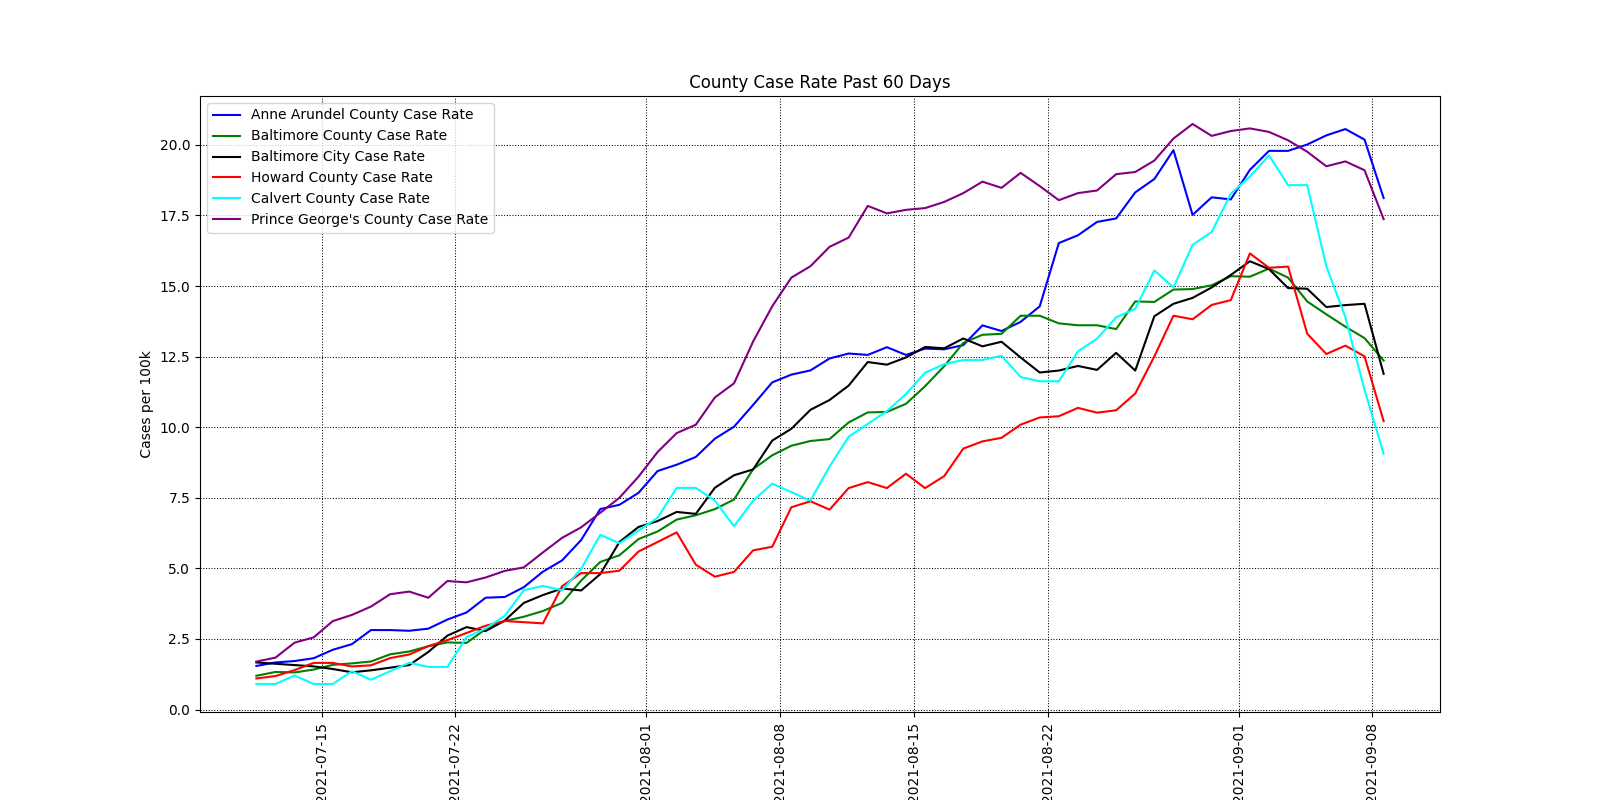 County Case Rate Past 60 Days
Anne Arundel County Case Rate
Baltimore County Case Rate
Baltimore City Case Rate
Howard County Case Rate
Calvert County Case Rate
Prince George's County Case Rate
Cases per 100k
20.0
17.5
15.0
12.5
10.0
7.5
5.0
2.5
0.0
2021-07-15
2021-07-22
2021-08-01
2021-08-08
2021-08-15
2021-08-22
2021-09-01
2021-09-08